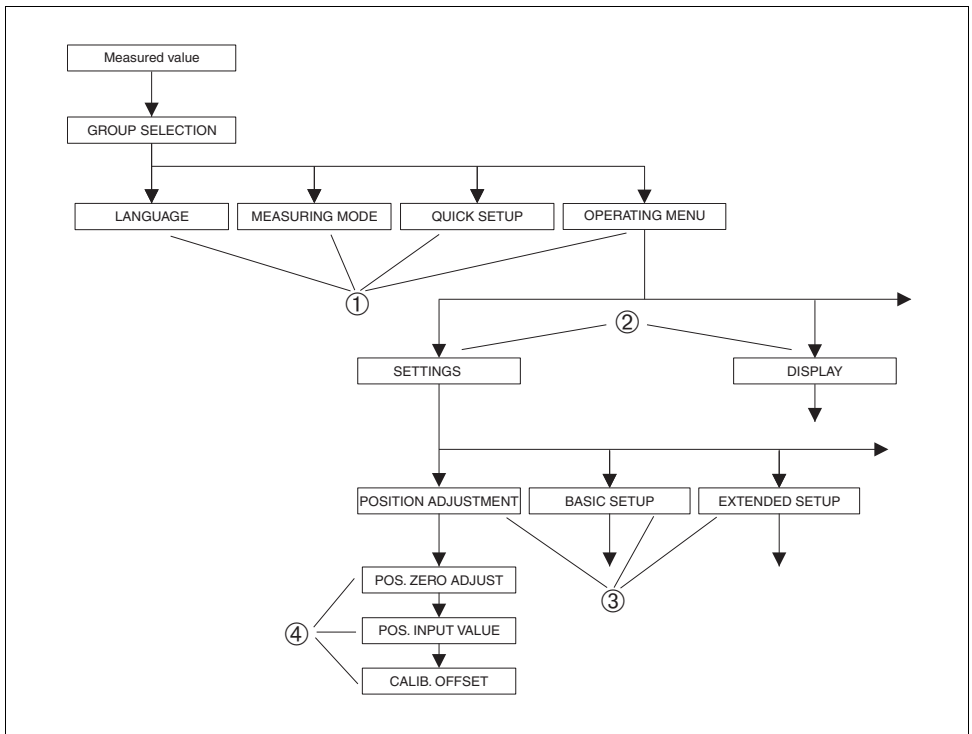 Measured value
GROUP SELECTION
LANGUAGE
MEASURING MODE
QUICK SETUP
OPERATING MENU
①
②
SETTINGS
DISPLAY
POSITION ADJUSTMENT
BASIC SETUP
EXTENDED SETUP
POS. ZERO ADJUST
③
④
POS. INPUT VALUE
CALIB. OFFSET